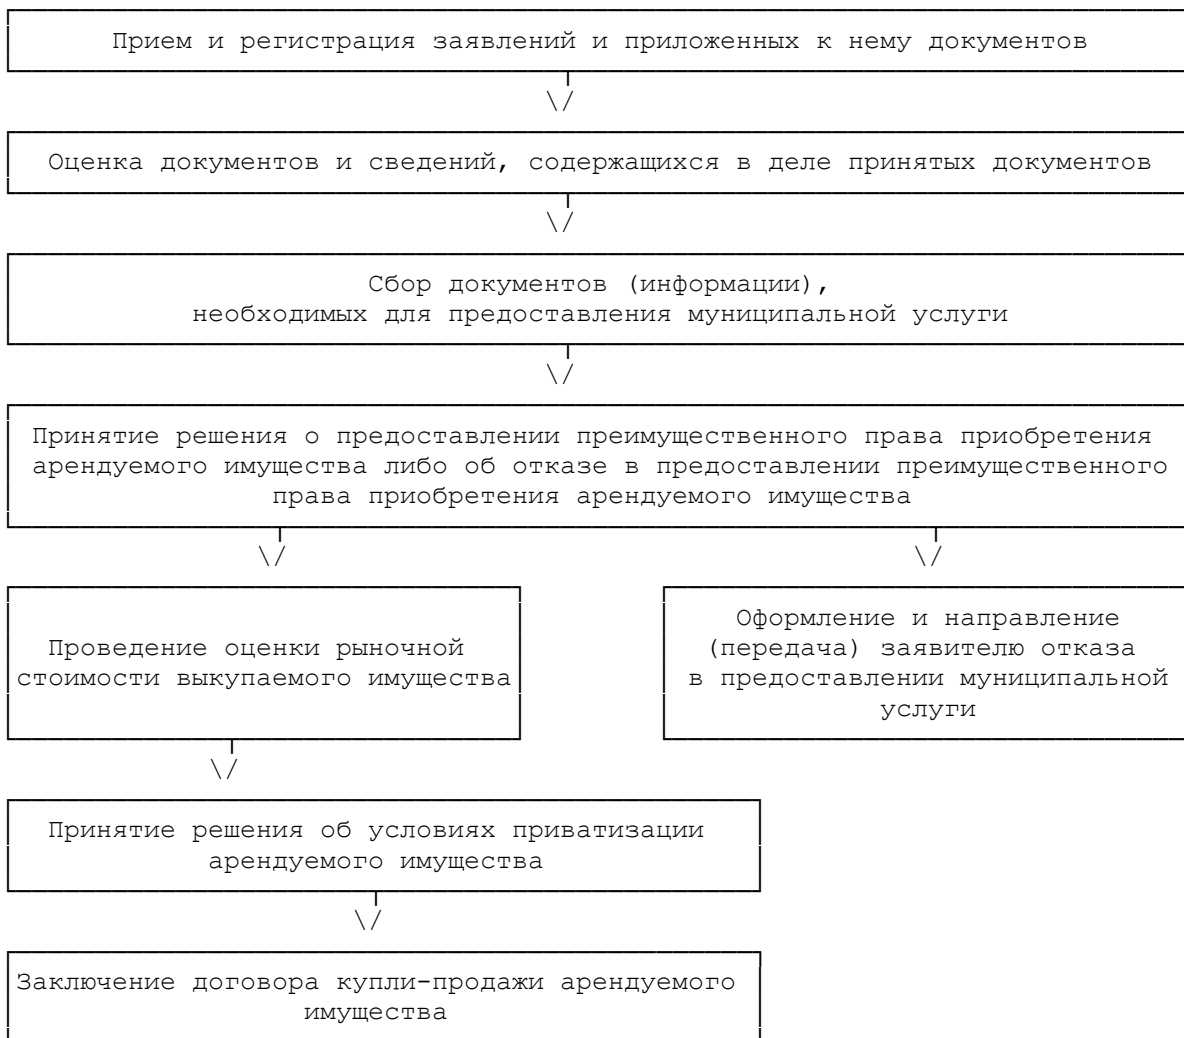 Прием и регистрация заявлений и приложенных к нему документов
\/
Оценка документов и сведений, содержащихся в деле принятых документов
\/
Сбор документов (информации),
необходимых для предоставления муниципальной услуги
\/
Принятие решения о предоставлении преимущественного права приобретения
арендуемого имущества либо об отказе в предоставлении преимущественного
права приобретения арендуемого имущества
\/ \/
Проведение оценки рыночной
стоимости выкупаемого имущества
Оформление и направление
(передача) заявителю отказа
в предоставлении муниципальной
услуги
\/
Принятие решения об условиях приватизации
арендуемого имущества
\/
Заключение договора купли-продажи арендуемого
имущества